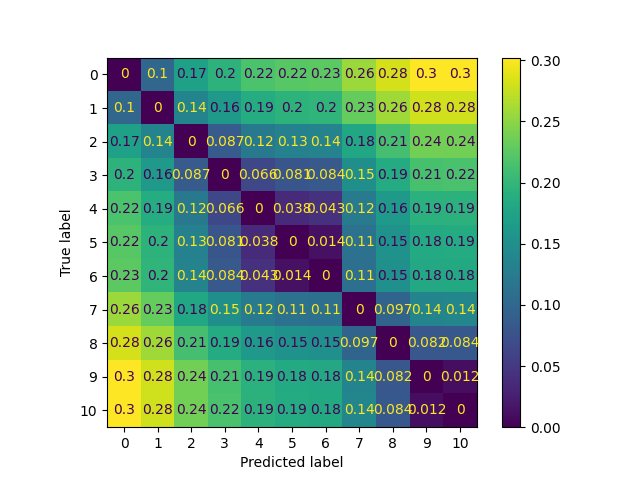 0 0 0.1 0.17 0.2 0.22 0.22 0.23 0.26 0.28 0.3 0.3 0.30
1 0.1 0 0.14 0.16 0.19 0.2 0.2 0.23 0.26 0.28 0.28
2 0.17 0.14 0 0.087 0.12 0.13 0.14 0.18 0.21 0.24 0.24 0.25
3 0.2 0.16 0.087 0 0.066 0.081 0.084 0.15 0.19 0.21 0.22 0.20
4 0.22 0.19 0.12 0.066 0 0.038 0.043 0.12 0.16 0.19 0.19
True label
5 0.22 0.2 0.13 0.081 0.038 0 0.014 0.11 0.15 0.18 0.19 0.15
6 0.23 0.2 0.14 0.084 0.043 0.014 0 0.11 0.15 0.18 0.18
7 0.26 0.23 0.18 0.15 0.12 0.11 0.11 0 0.097 0.14 0.14 0.10
8 0.28 0.26 0.21 0.19 0.16 0.15 0.15 0.097 0 0.082 0.084
9 0.3 0.28 0.24 0.21 0.19 0.18 0.18 0.14 0.082 0 0.012 0.05
10 0.3 0.28 0.24 0.22 0.19 0.19 0.18 0.14 0.084 0.012 0
0.00
0 1 2 3 4 5 6 7 8 9 10
Predicted label